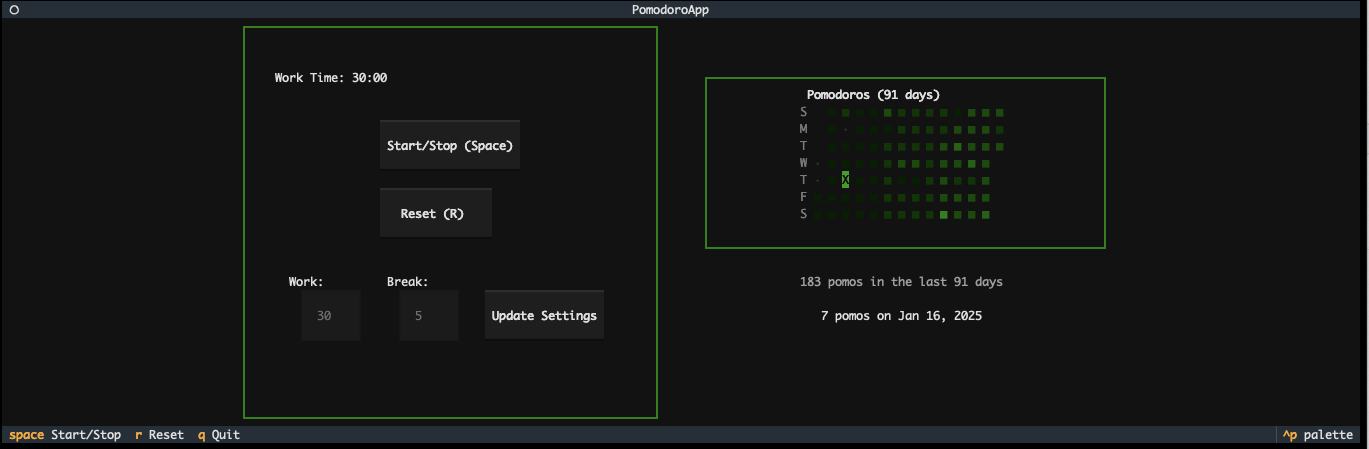 PomodoroApp
Work Time: 30:00
Start/Stop (Space)
Reset (R)
Work: Break:
30 5 Update Settings
Pomodoros (91 days)
S
M
T
W
T X
F
S
183 pomos in the last 91 days
7 pomos on Jan 16, 2025
space Start/Stop r Reset q Quit ^p palette